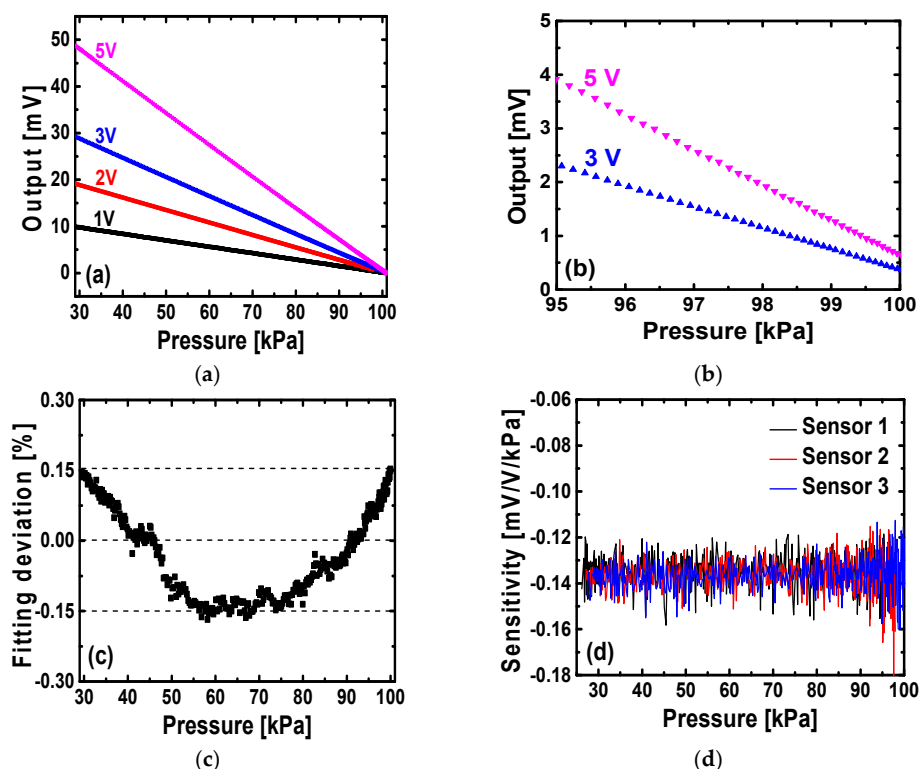 50
40
30
20
10
0
Output [mV]
5V
3V
2V
1V
(a)
30 40 50 60 70 80 90 100
Pressure [kPa]
(a)
5
4
3
2
1
0
Output [mV]
5 V
3 V
(b)
95 96 97 98 99 100
Pressure [kPa]
(b)
0.30
0.15
0.00
-0.15
-0.30
Fitting deviation [%]
(c)
30 40 50 60 70 80 90 100
Pressure [kPa]
(c)
-0.06
-0.08
-0.10
-0.12
-0.14
-0.16
-0.18
Sensitivity [mV/V/kPa]
Sensor 1
Sensor 2
Sensor 3
(d)
30 40 50 60 70 80 90 100
Pressure [kPa]
(d)